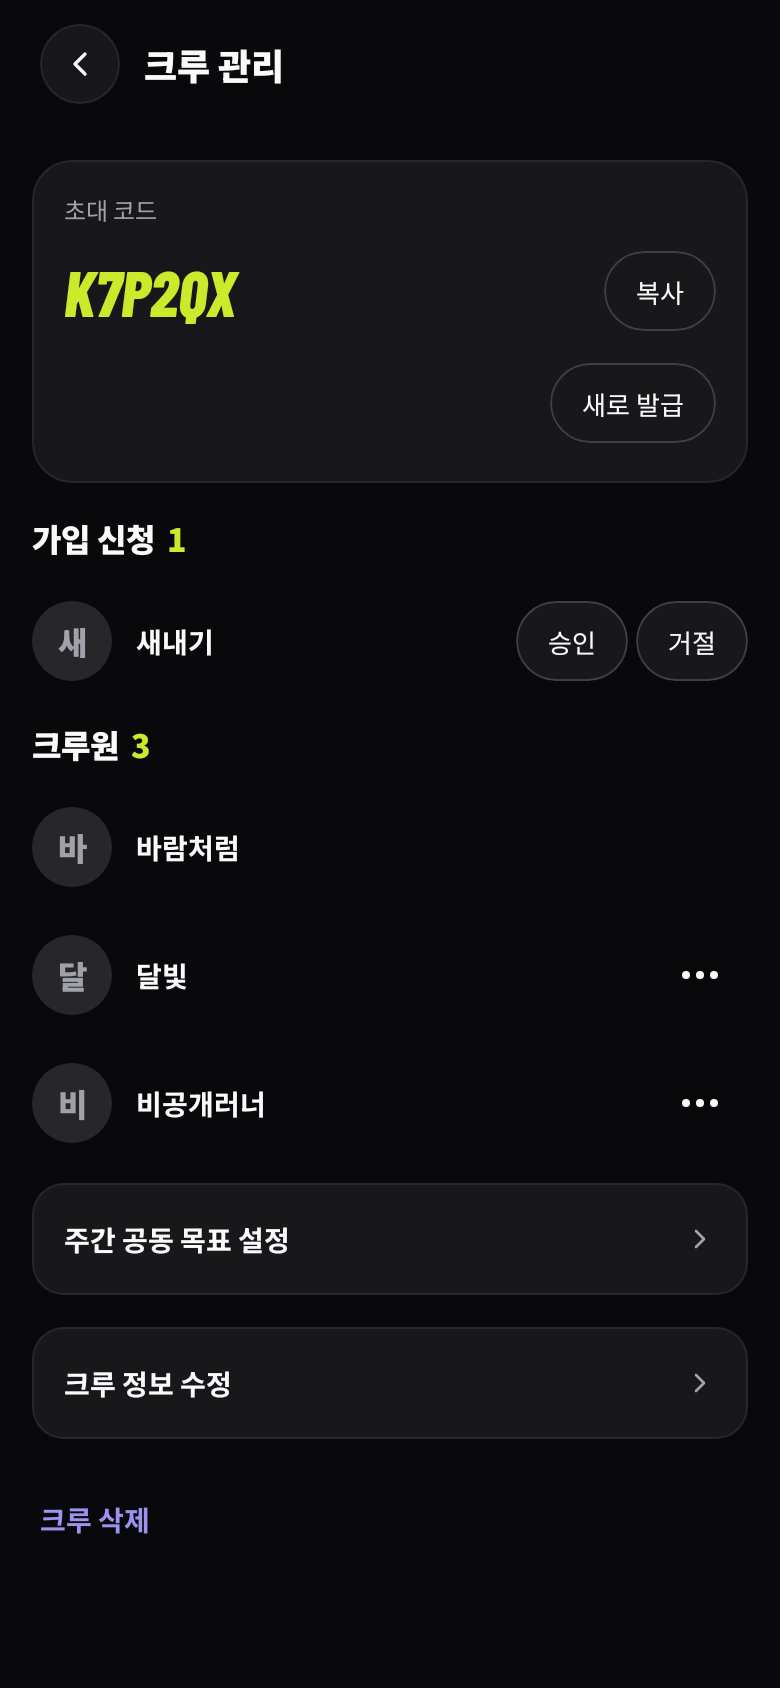 크루 관리
초대 코드
K7P2QX
복사
새로 발급
가입 신청 1
새 새내기 승인 거절
크루원 3
바 바람처럼
달 달빛
비 비공개러너
주간 공동 목표 설정
크루 정보 수정
크루 삭제